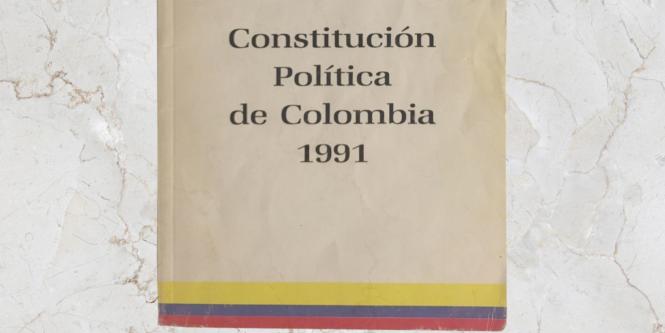 Constitución
Política
de Colombia
1991